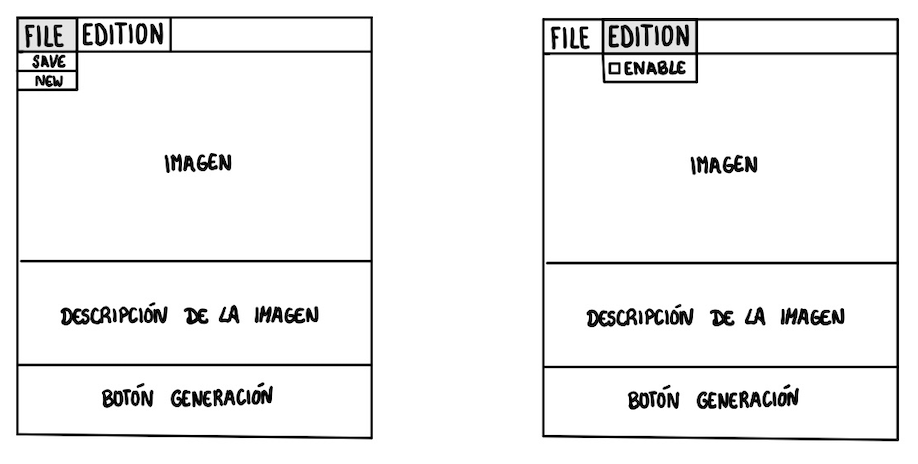 FILE EDITION
SAVE
NEW
IMAGEN
DESCRIPCIÓN DE LA IMAGEN
BOTÓN GENERACIÓN
FILE EDITION
ENABLE
IMAGEN
DESCRIPCIÓN DE LA IMAGEN
BOTÓN GENERACIÓN